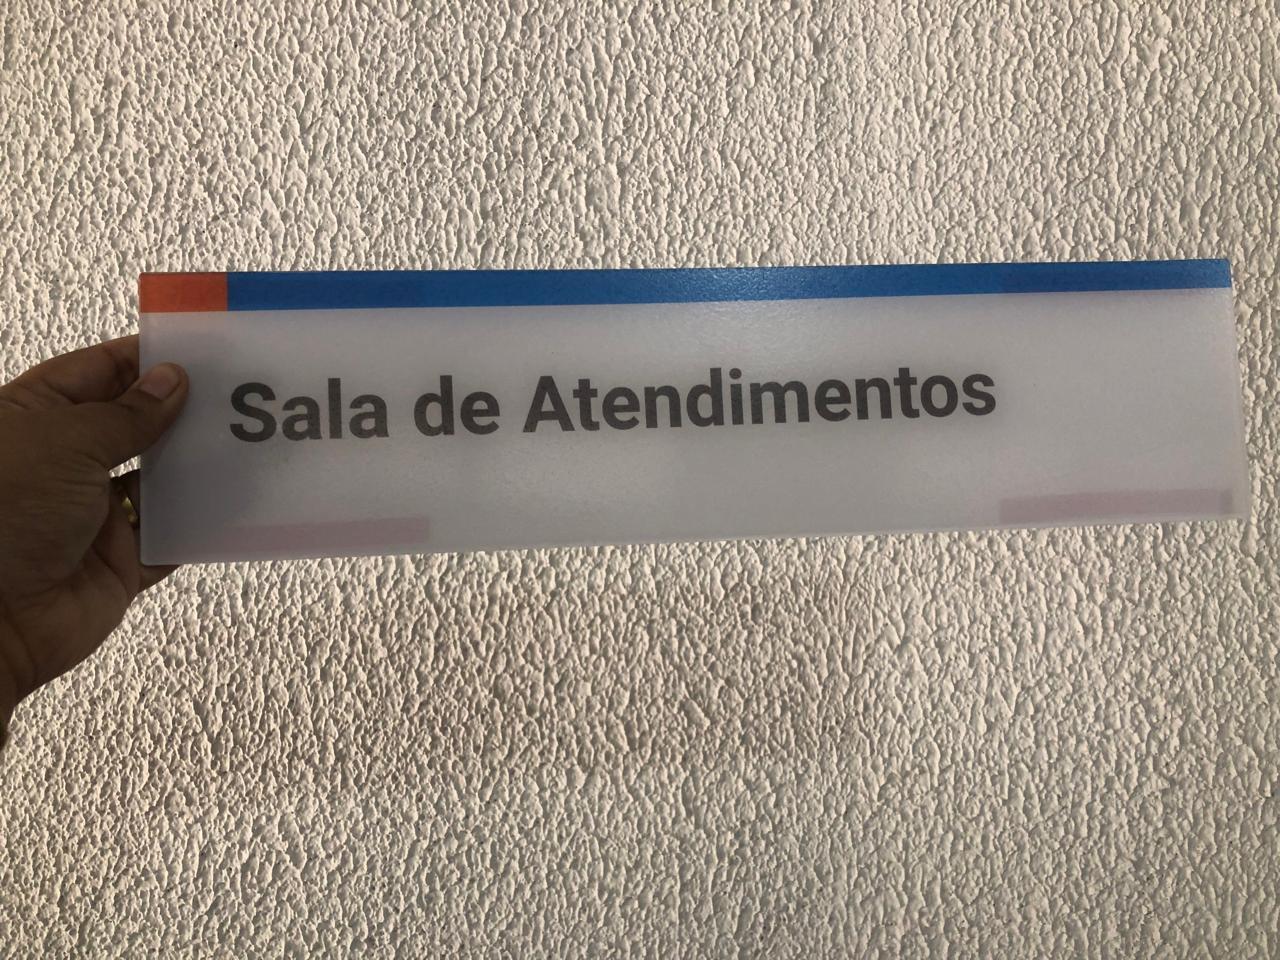 Sala de Atendimentos